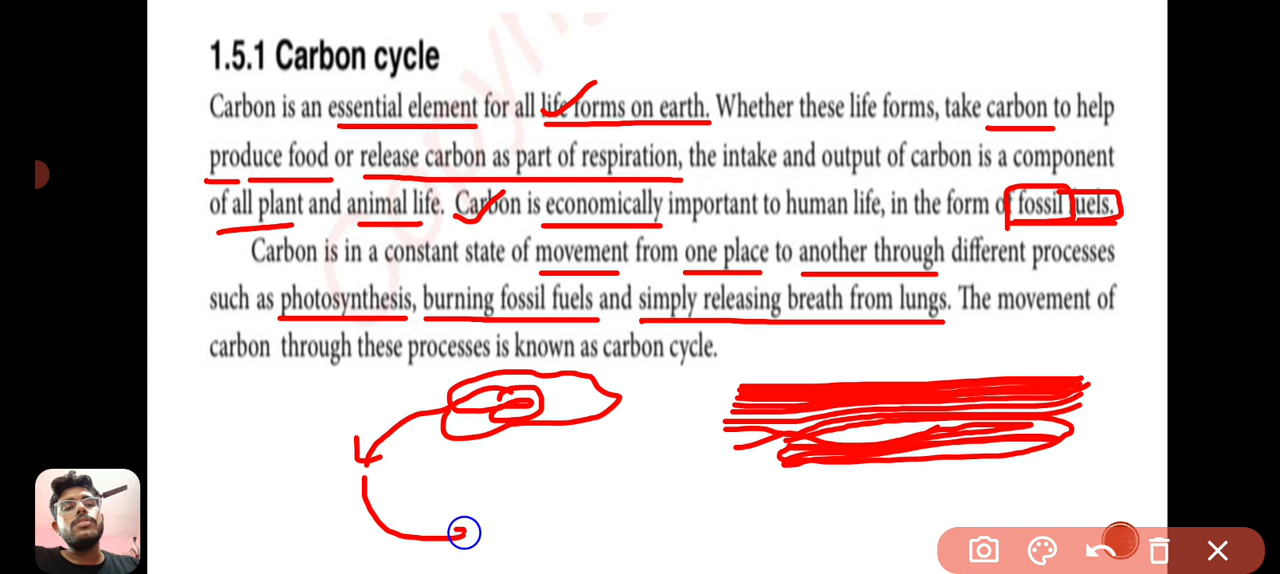 1.5.1 Carbon cycle
Carbon is an essential element for all life forms on earth. Whether these life forms, take carbon to help
produce food or release carbon as part of respiration, the intake and output of carbon is a component
of all plant and animal life. Carbon is economically important to human life, in the form of fossil fuels.
Carbon is in a constant state of movement from one place to another through different processes
such as photosynthesis, burning fossil fuels and simply releasing breath from lungs. The movement of
carbon through these processes is known as carbon cycle.